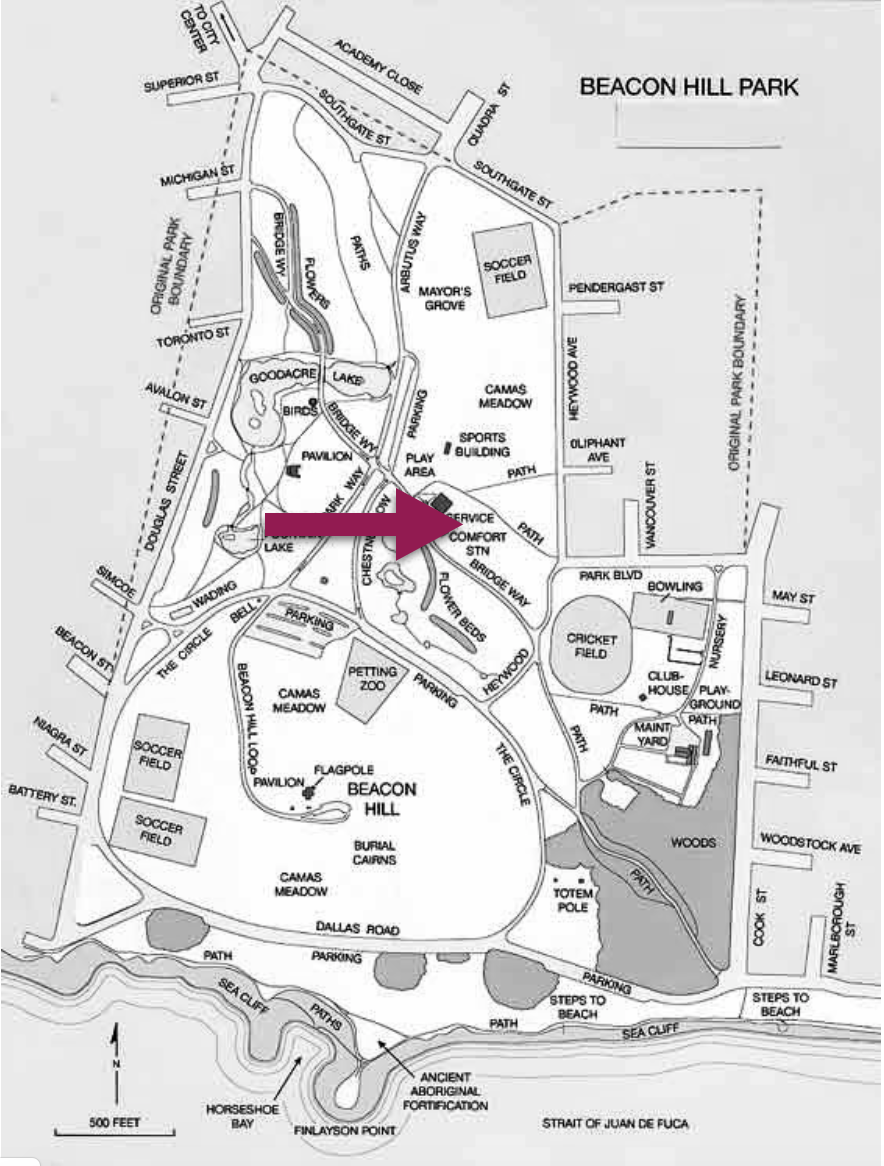 TO CITY
CENTER
ACADEMY CLOSE
SUPERIOR ST
BEACON HILL PARK
SOUTHGATE ST
QUADRA ST
MICHIGAN ST
SOUTHGATE ST
BRIDGE WY
FLOWERS
PATHS
ARBUTUS WAY
SOCCER
FIELD
ORIGINAL PARK
BOUNDARY
MAYOR'S
GROVE
PENDERGAST ST
TORONTO ST
HEYWOOD AVE
ORIGINAL PARK BOUNDARY
GOODACRE LAKE
AVALON ST
BIRDS
BRIDGE WY
PARKING
CAMAS
MEADOW
SPORTS
BUILDING
OLIPHANT
AVE
PAVILION
PLAY
AREA
PATH
DOUGLAS STREET
VANCOUVER ST
SERVICE
PATH
COMFORT
STN
LAKE
SIMCOE
WADING
BRIDGE WAY
PARK BLVD
BOWLING
MAY ST
FLOWER BEDS
THE CIRCLE
BELL
PARKING
BEACON ST
CRICKET
FIELD
NURSERY
PETTING
ZOO
PARKING
HEYWOOD
CLUB-
HOUSE
PLAY-
GROUND
LEONARD ST
BEACON HILL LOOP
CAMAS
MEADOW
PATH
PATH
NIAGRA ST
SOCCER
FIELD
THE CIRCLE
PATH
MAINT
YARD
FAITHFUL ST
BATTERY ST.
PAVILION
FLAGPOLE
BEACON
HILL
SOCCER
FIELD
BURIAL
CAIRNS
WOODS
WOODSTOCK AVE
CAMAS
MEADOW
TOTEM
POLE
PATH
COOK ST
MARLBOROUGH
ST
DALLAS ROAD
PATH
PARKING
PARKING
SEA CLIFF
PATHS
STEPS TO
BEACH
STEPS TO
BEACH
PATH
SEA CLIFF
N
ANCIENT
ABORIGINAL
FORTIFICATION
HORSESHOE
BAY
500 FEET
FINLAYSON POINT
STRAIT OF JUAN DE FUCA